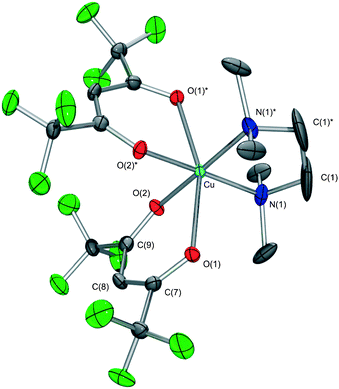 O(1)*
N(1)*
C(1)*
O(2)*
Cu
C(1)
O(2)
N(1)
C(9)
O(1)
C(8)
C(7)